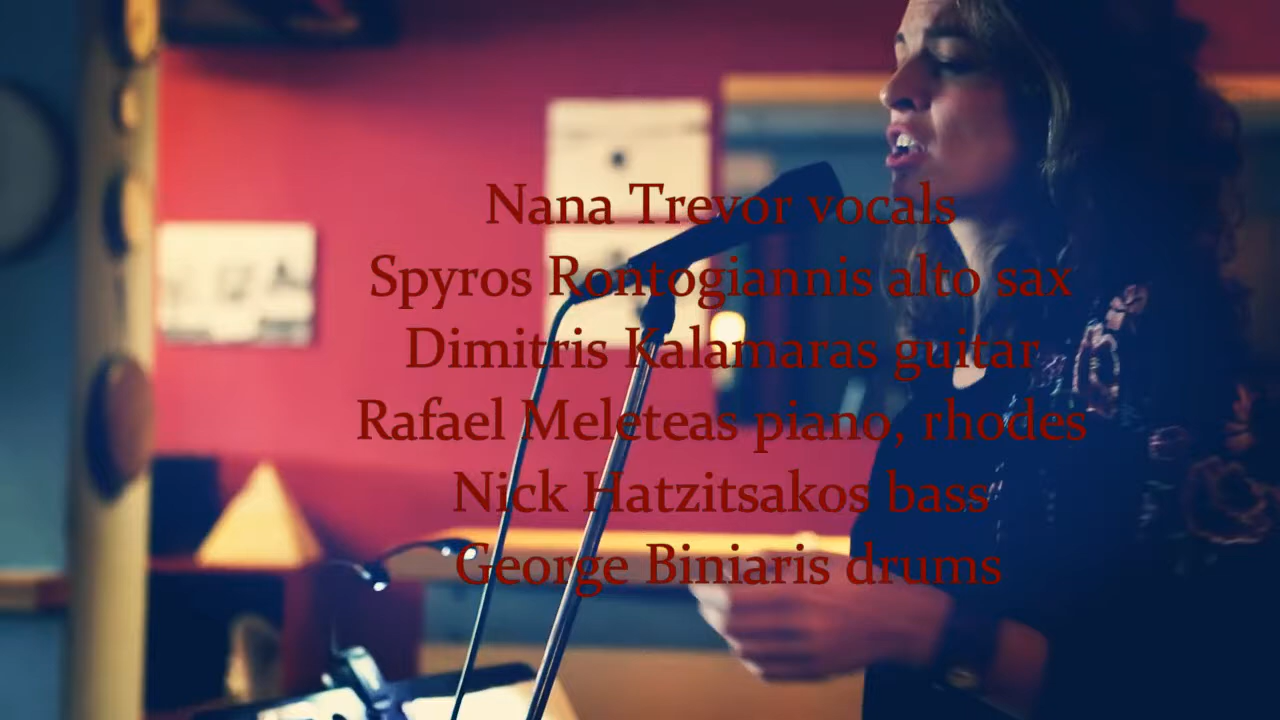 Nana Trevor vocals
Spyros Rontogiannis alto sax
Dimitris Kalamaras guitar
Rafael Meleteas piano, rhodes
Nick Hatzitsakos bass
George Biniaris drums